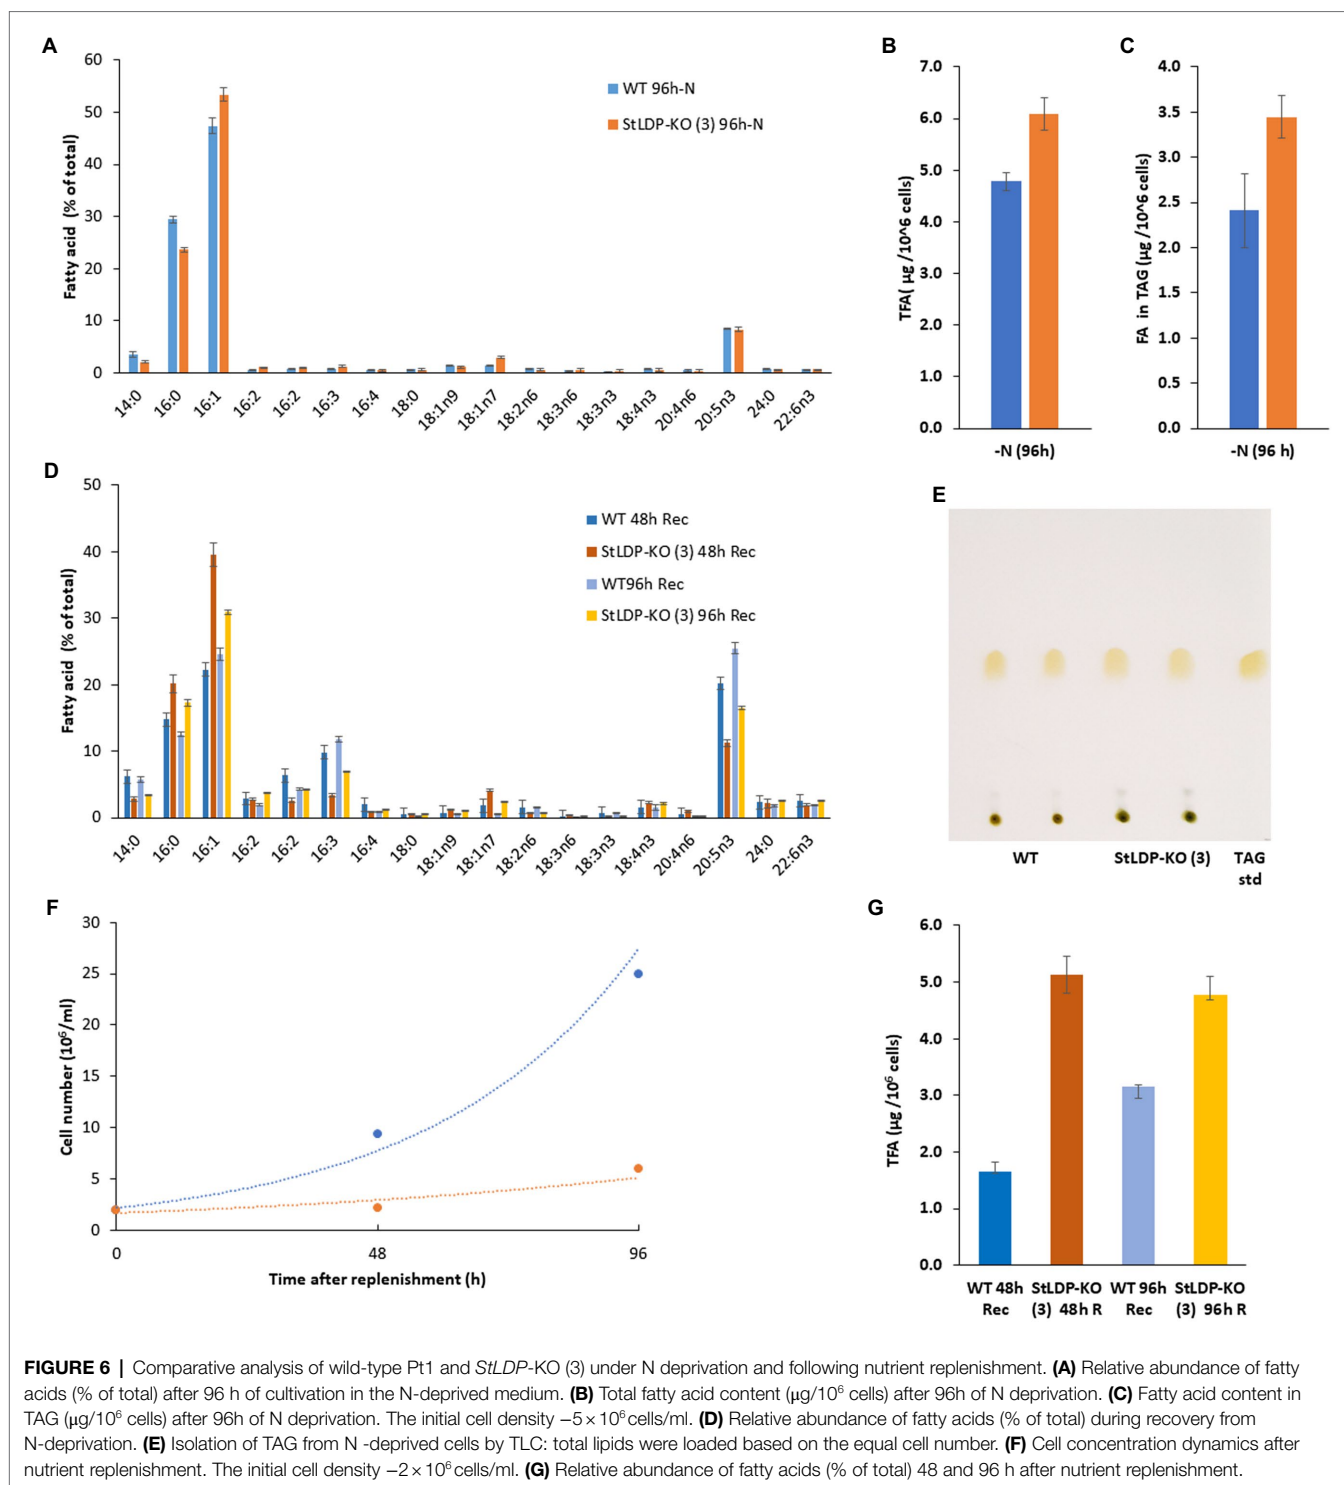 A
60
50
40
30
20
10
0
Fatty acid (% of total)
WT 96h-N
StLDP-KO (3) 96h-N
14:0
16:0
16:1
16:2
16:2
16:3
16:4
18:0
18:1n9
18:1n7
18:2n6
18:3n6
18:3n3
18:4n3
20:4n6
20:5n3
24:0
22:6n3
B
7.0
6.0
5.0
4.0
3.0
2.0
1.0
0.0
TFA( µg /10^6 cells)
-N (96h)
C
4.0
3.5
3.0
2.5
2.0
1.5
1.0
0.5
0.0
FA in TAG (µg /10^6 cells)
-N (96 h)
D
50
40
30
20
10
0
Fatty acid (% of total)
WT 48h Rec
StLDP-KO (3) 48h Rec
WT96h Rec
StLDP-KO (3) 96h Rec
14:0
16:0
16:1
16:2
16:2
16:3
16:4
18:0
18:1n9
18:1n7
18:2n6
18:3n6
18:3n3
18:4n3
20:4n6
20:5n3
24:0
22:6n3
E
WT
StLDP-KO (3)
TAG
std
F
30
25
20
15
10
5
0
Cell number (10⁶/ml)
0
48
96
Time after replenishment (h)
G
6.0
5.0
4.0
3.0
2.0
1.0
0.0
TFA (µg /10⁶ cells)
WT 48h
Rec
StLDP-KO
(3) 48h R
WT 96h
Rec
StLDP-KO
(3) 96h R
FIGURE 6 | Comparative analysis of wild-type Pt1 and StLDP-KO (3) under N deprivation and following nutrient replenishment. (A) Relative abundance of fatty
acids (% of total) after 96 h of cultivation in the N-deprived medium. (B) Total fatty acid content (µg/10⁶ cells) after 96h of N deprivation. (C) Fatty acid content in
TAG (µg/10⁶ cells) after 96h of N deprivation. The initial cell density −5 × 10⁶ cells/ml. (D) Relative abundance of fatty acids (% of total) during recovery from
N-deprivation. (E) Isolation of TAG from N -deprived cells by TLC: total lipids were loaded based on the equal cell number. (F) Cell concentration dynamics after
nutrient replenishment. The initial cell density −2 × 10⁶ cells/ml. (G) Relative abundance of fatty acids (% of total) 48 and 96 h after nutrient replenishment.